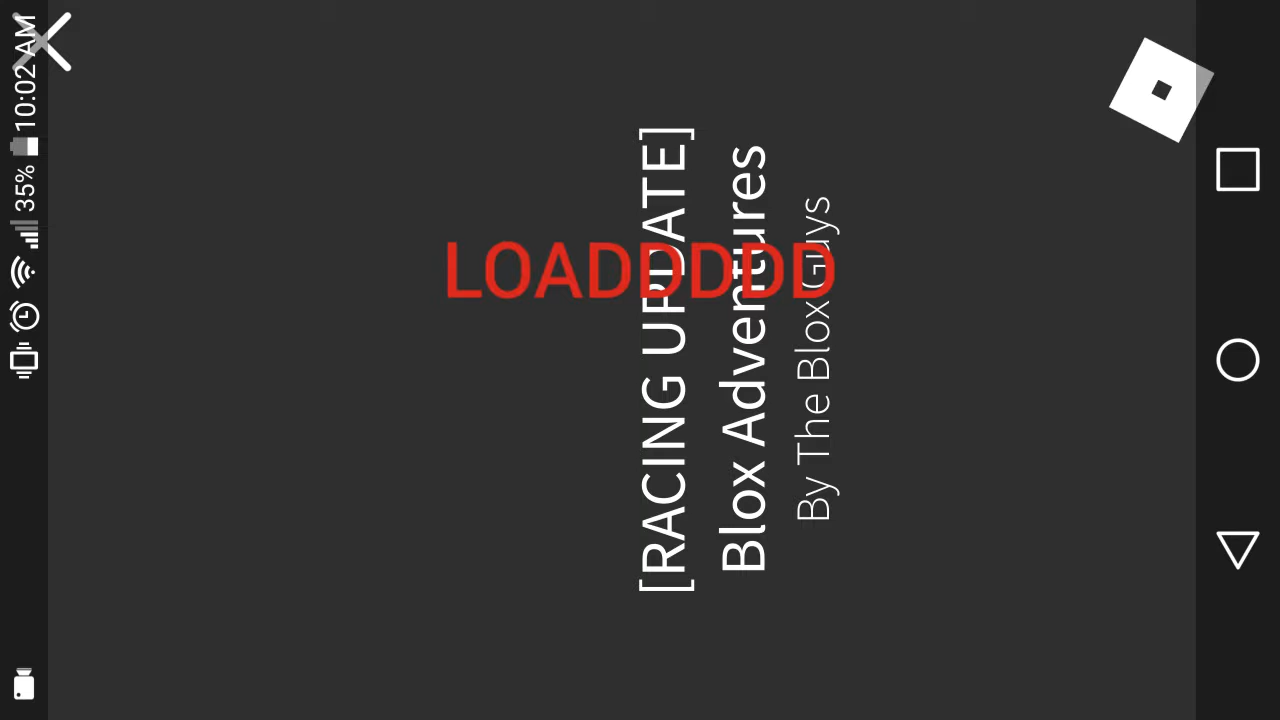 10:02 AM
35%
[RACING UPDATE]
Blox Adventures
By The Blox Guys
LOADDDDD